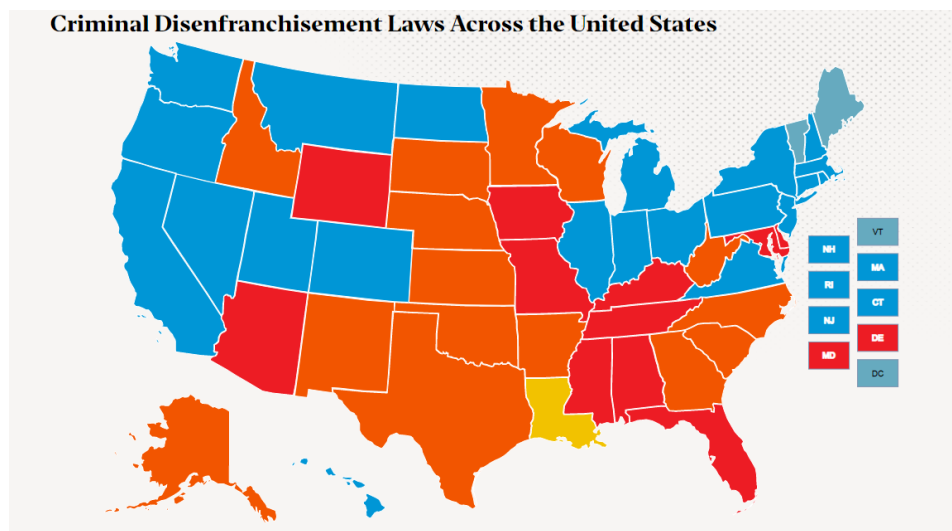 Criminal Disenfranchisement Laws Across the United States
VT
NH
MA
RI
CT
NJ
DE
MD
DC